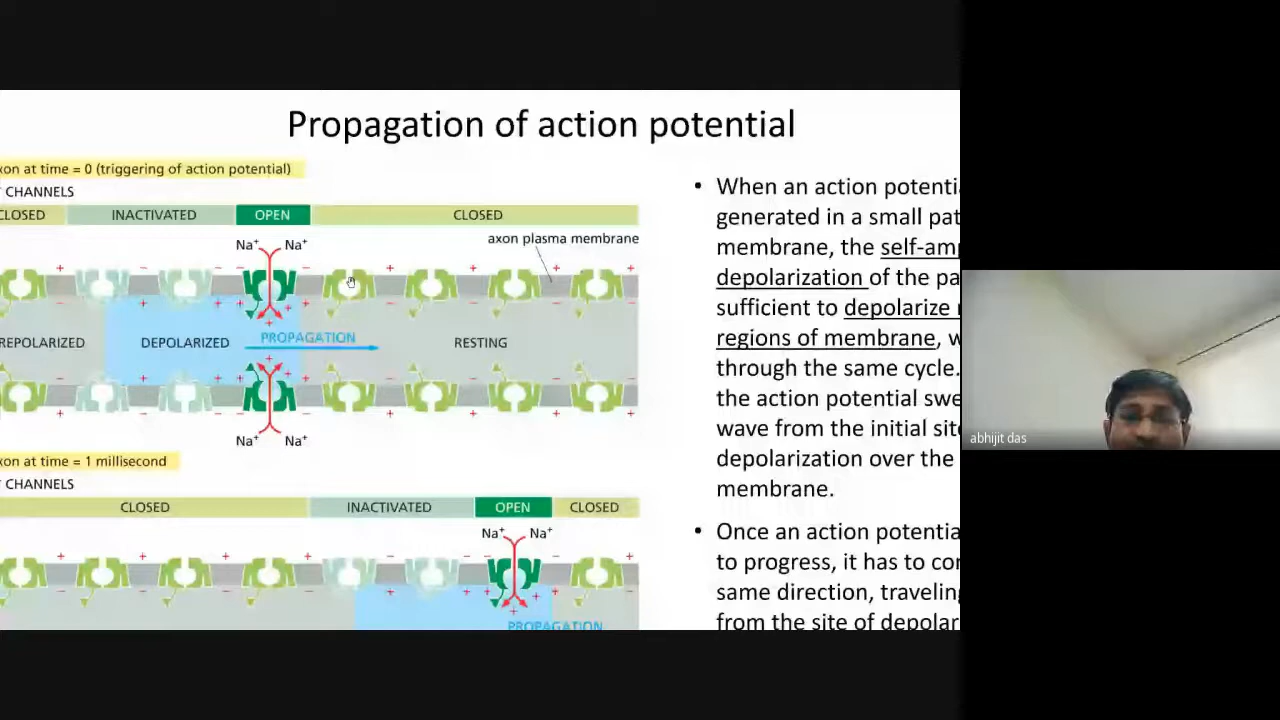 Propagation of action potential
xon at time = 0 (triggering of action potential)
CHANNELS
CLOSED INACTIVATED OPEN CLOSED
Na+ Na+ axon plasma membrane
REPOLARIZED DEPOLARIZED PROPAGATION RESTING
Na+ Na+
xon at time = 1 millisecond
CHANNELS
CLOSED INACTIVATED OPEN CLOSED
Na+ Na+
PROPAGATION
• When an action potenti
generated in a small pat
membrane, the self-amp
depolarization of the pa
sufficient to depolarize
regions of membrane, w
through the same cycle.
the action potential swe
wave from the initial sit
depolarization over the
membrane.
• Once an action potentia
to progress, it has to con
same direction, traveling
from the site of depolar
abhijit das